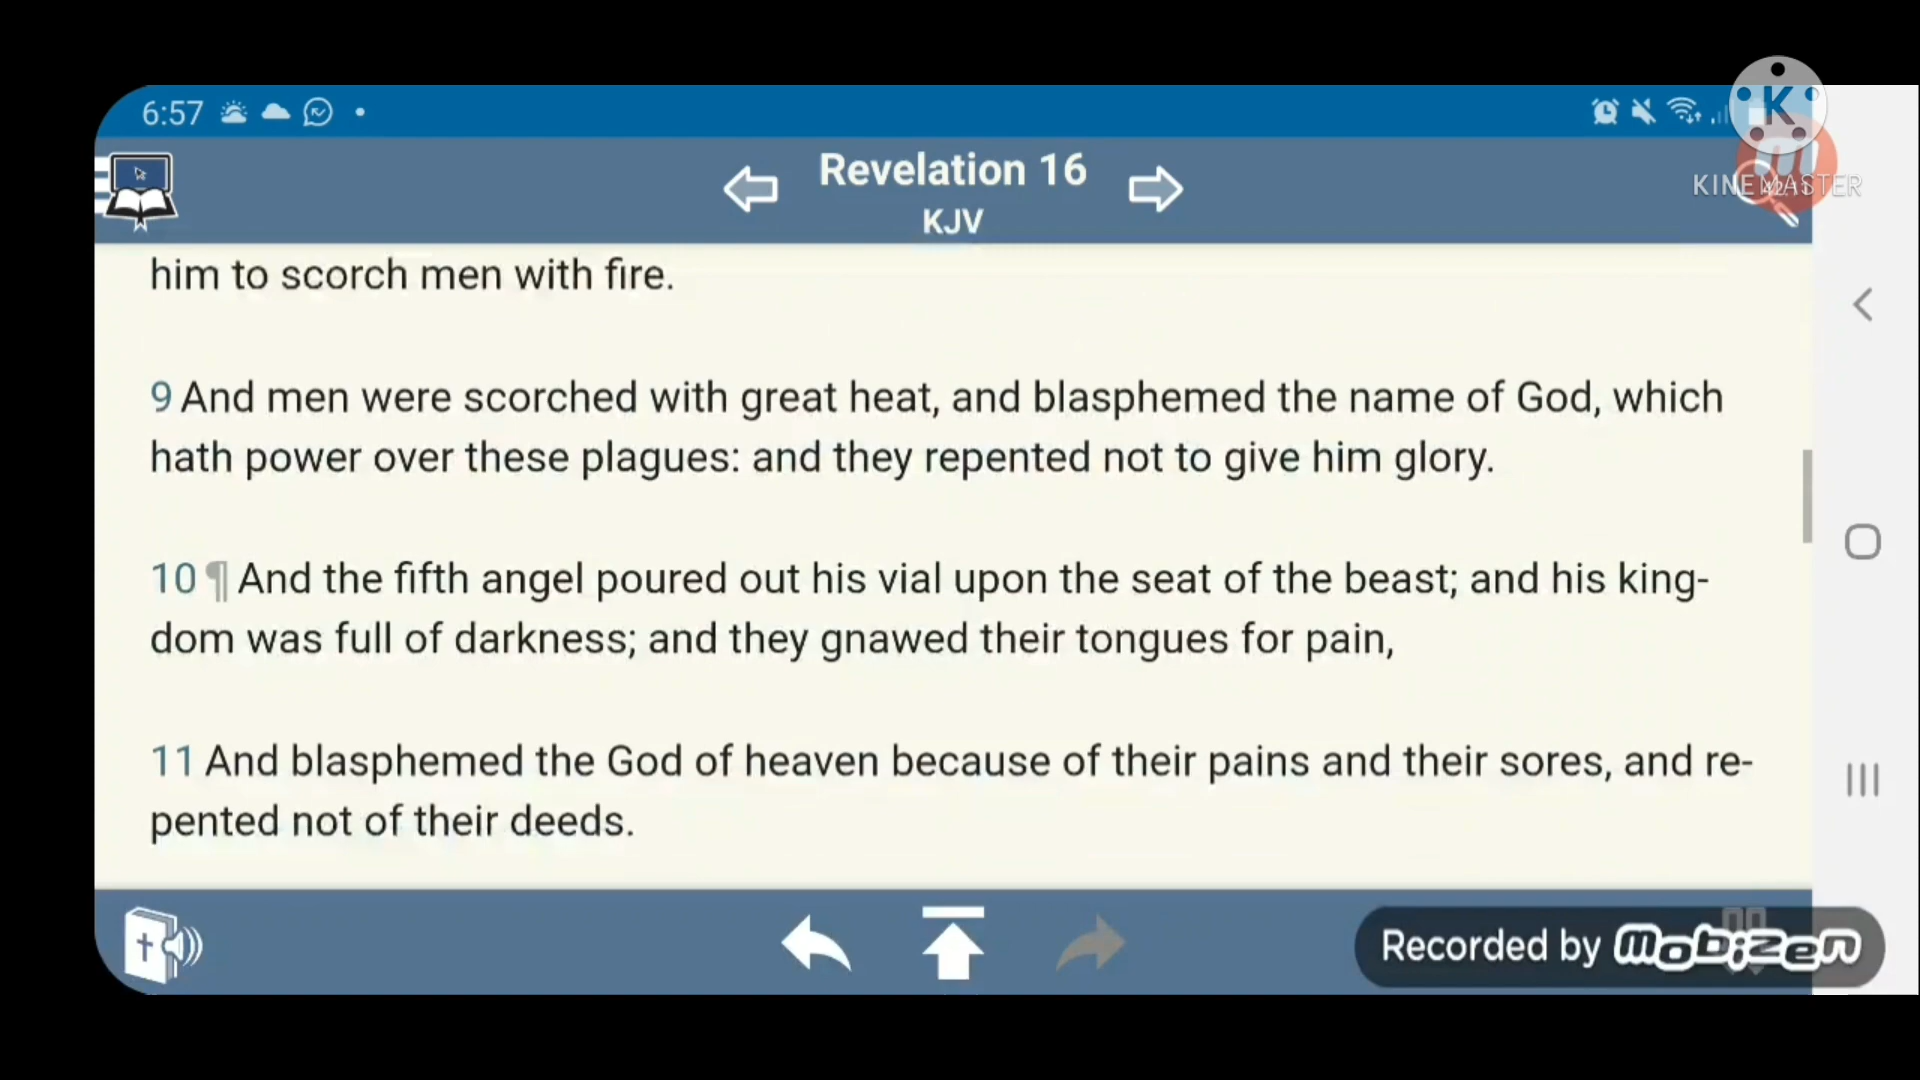 6:57
Revelation 16
KJV
KINEMASTER
him to scorch men with fire.
9 And men were scorched with great heat, and blasphemed the name of God, which
hath power over these plagues: and they repented not to give him glory.
10 ¶ And the fifth angel poured out his vial upon the seat of the beast; and his king-
dom was full of darkness; and they gnawed their tongues for pain,
11 And blasphemed the God of heaven because of their pains and their sores, and re-
pented not of their deeds.
Recorded by mobizen